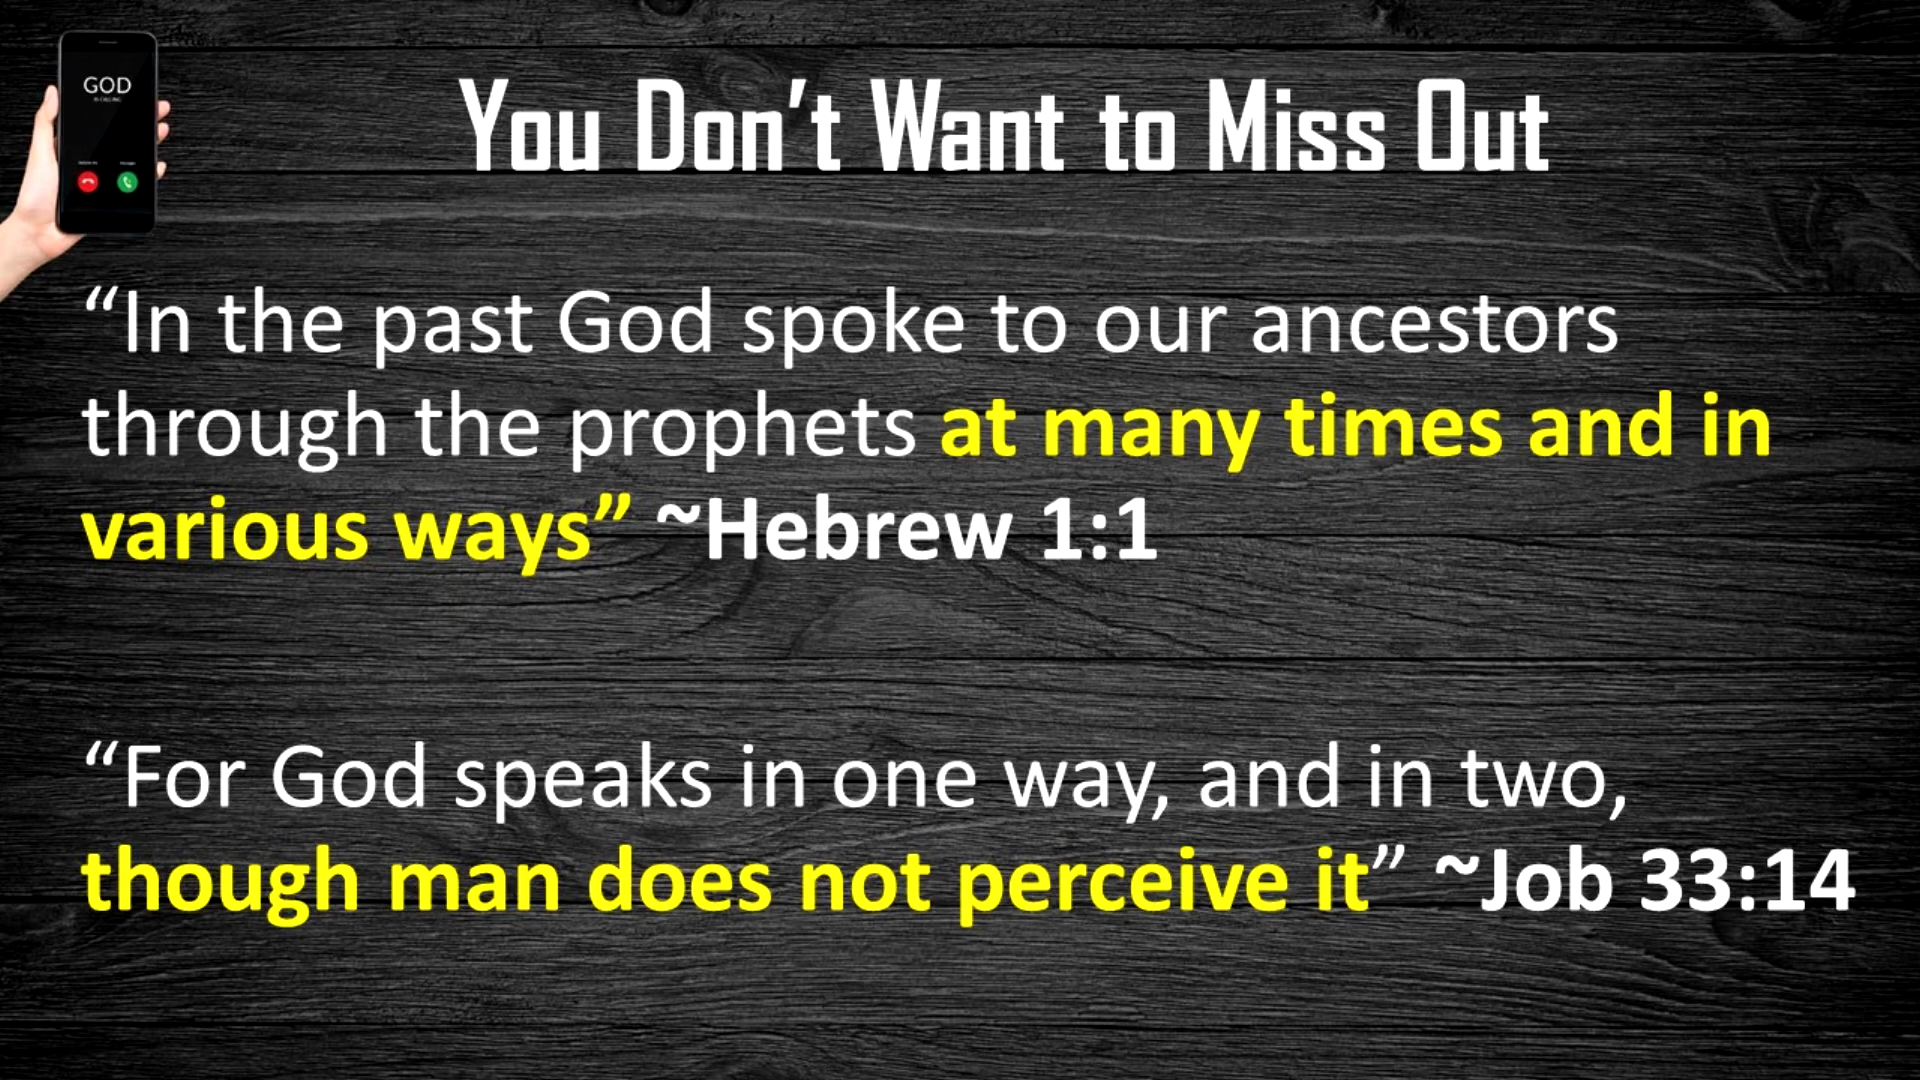 GOD
You Don’t Want to Miss Out
“In the past God spoke to our ancestors
through the prophets at many times and in
various ways” ~Hebrew 1:1
“For God speaks in one way, and in two,
though man does not perceive it” ~Job 33:14